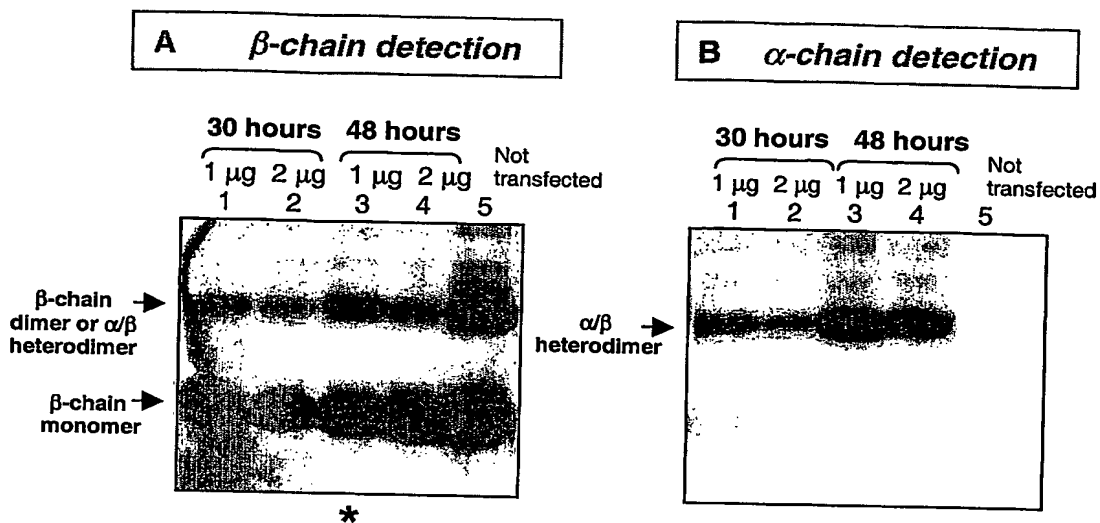 A β-chain detection
30 hours 48 hours
1 μg 2 μg 1 μg 2 μg Not transfected
1 2 3 4 5
β-chain
dimer or α/β
heterodimer
β-chain
monomer
*
B α-chain detection
30 hours 48 hours
1 μg 2 μg 1 μg 2 μg Not transfected
1 2 3 4 5
α/β
heterodimer